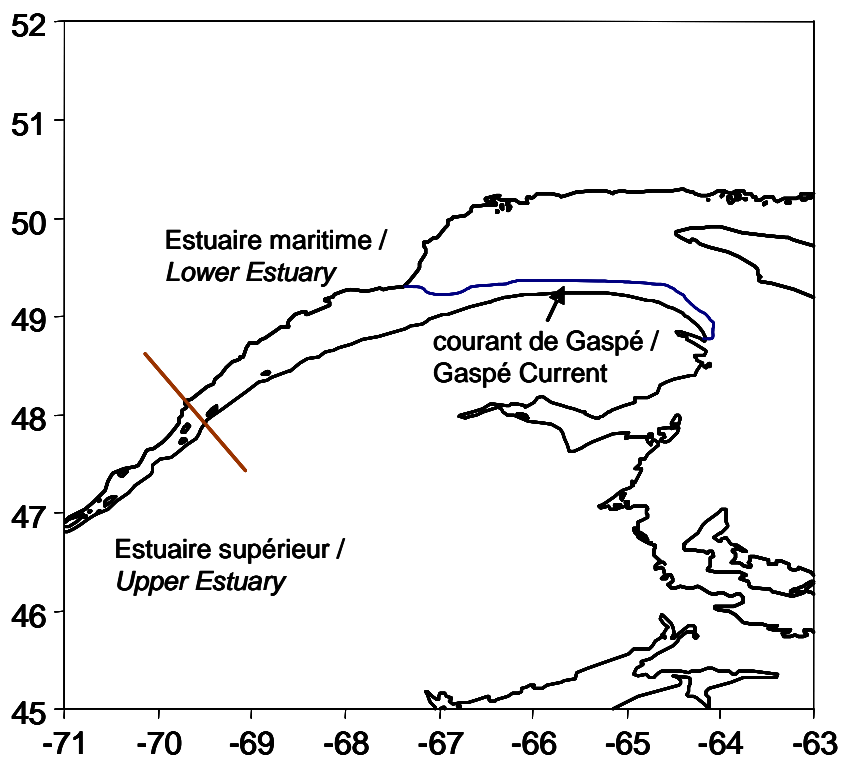 52
51
50
49
48
47
46
45
Estuaire maritime /
Lower Estuary
courant de Gaspé /
Gaspé Current
Estuaire supérieur /
Upper Estuary
-71 -70 -69 -68 -67 -66 -65 -64 -63